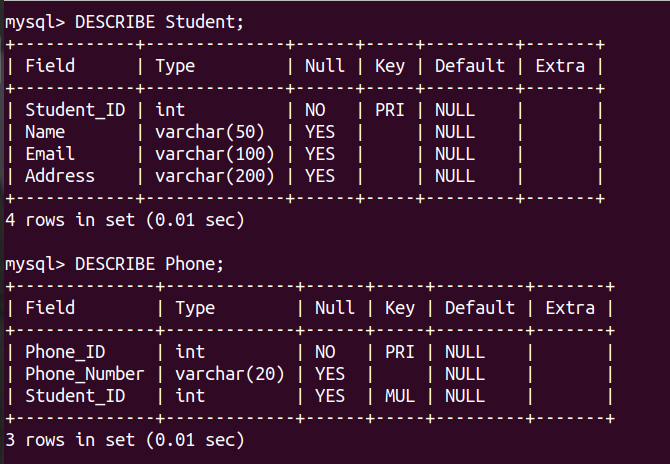 mysql> DESCRIBE Student;
+------------+--------------+------+-----+---------+-------+
| Field      | Type         | Null | Key | Default | Extra |
+------------+--------------+------+-----+---------+-------+
| Student_ID | int          | NO   | PRI | NULL    |       |
| Name       | varchar(50)  | YES  |     | NULL    |       |
| Email      | varchar(100) | YES  |     | NULL    |       |
| Address    | varchar(200) | YES  |     | NULL    |       |
+------------+--------------+------+-----+---------+-------+
4 rows in set (0.01 sec)

mysql> DESCRIBE Phone;
+--------------+-------------+------+-----+---------+-------+
| Field        | Type        | Null | Key | Default | Extra |
+--------------+-------------+------+-----+---------+-------+
| Phone_ID     | int         | NO   | PRI | NULL    |       |
| Phone_Number | varchar(20) | YES  |     | NULL    |       |
| Student_ID   | int         | YES  | MUL | NULL    |       |
+--------------+-------------+------+-----+---------+-------+
3 rows in set (0.01 sec)